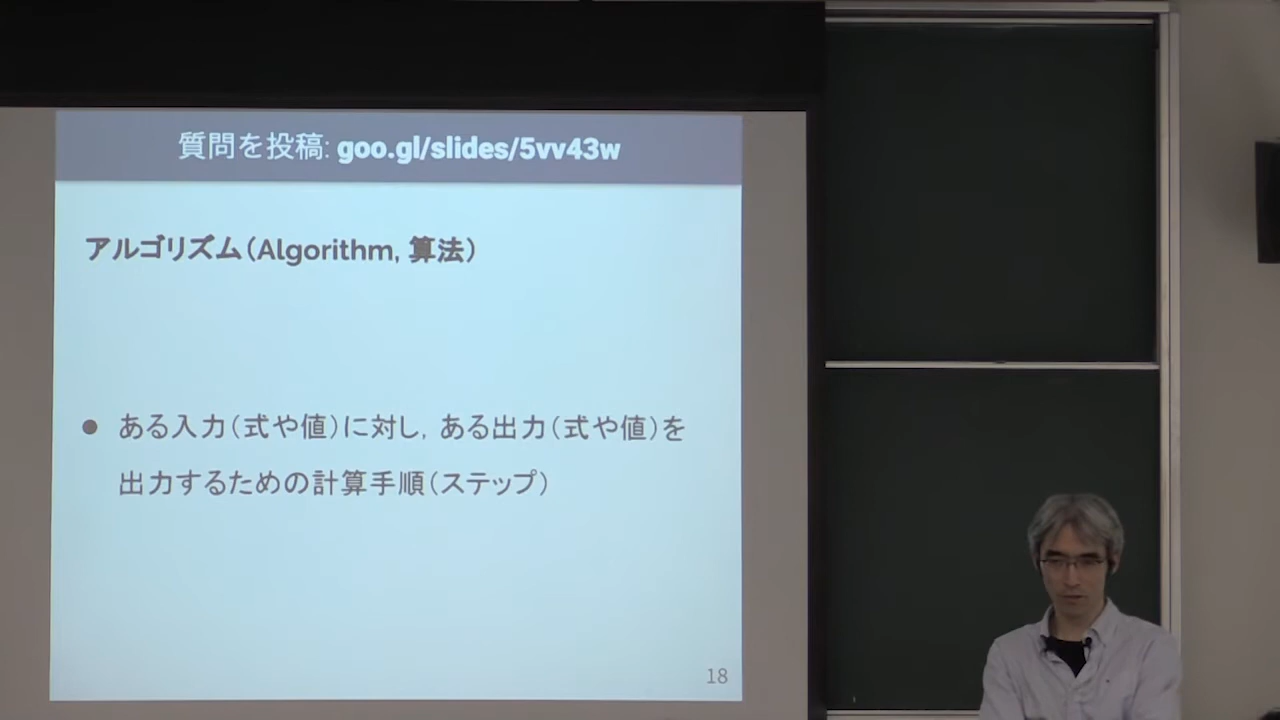 質問を投稿: goo.gl/slides/5vv43w
アルゴリズム（Algorithm, 算法）
● ある入力（式や値）に対し, ある出力（式や値）を
出力するための計算手順（ステップ）
18